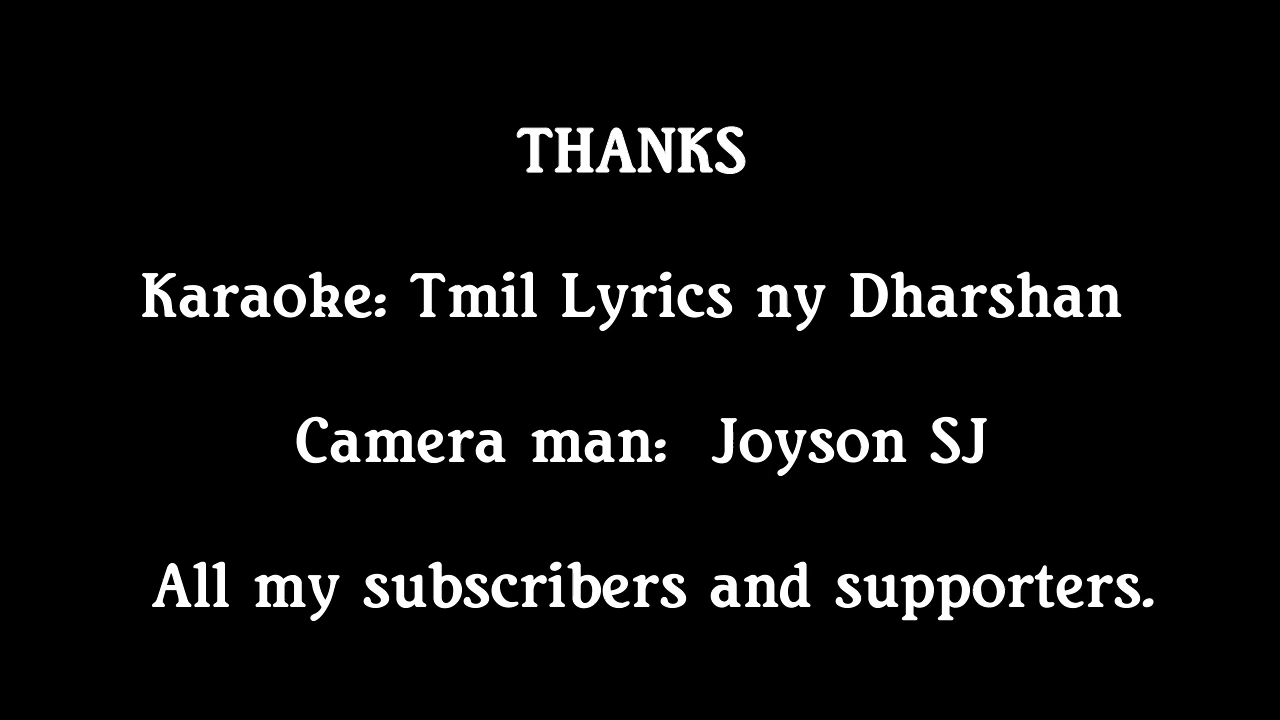 THANKS
Karaoke: Tmil Lyrics ny Dharshan
Camera man: Joyson SJ
All my subscribers and supporters.